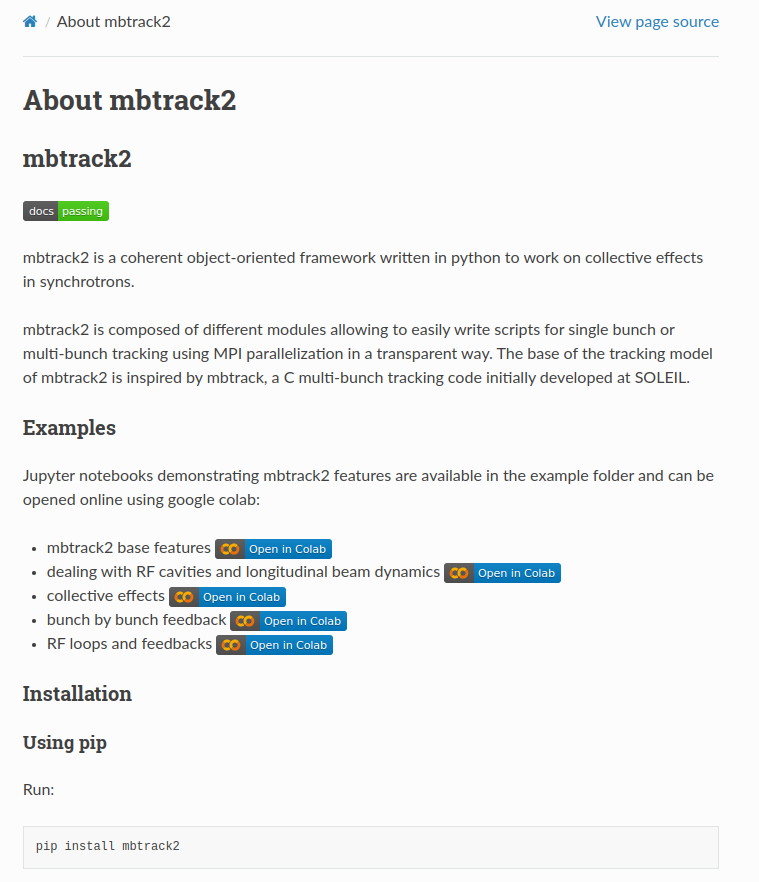 / About mbtrack2 View page source
About mbtrack2
mbtrack2
docs passing
mbtrack2 is a coherent object-oriented framework written in python to work on collective effects
in synchrotrons.
mbtrack2 is composed of different modules allowing to easily write scripts for single bunch or
multi-bunch tracking using MPI parallelization in a transparent way. The base of the tracking model
of mbtrack2 is inspired by mbtrack, a C multi-bunch tracking code initially developed at SOLEIL.
Examples
Jupyter notebooks demonstrating mbtrack2 features are available in the example folder and can be
opened online using google colab:
• mbtrack2 base features Open in Colab
• dealing with RF cavities and longitudinal beam dynamics Open in Colab
• collective effects Open in Colab
• bunch by bunch feedback Open in Colab
• RF loops and feedbacks Open in Colab
Installation
Using pip
Run:
pip install mbtrack2